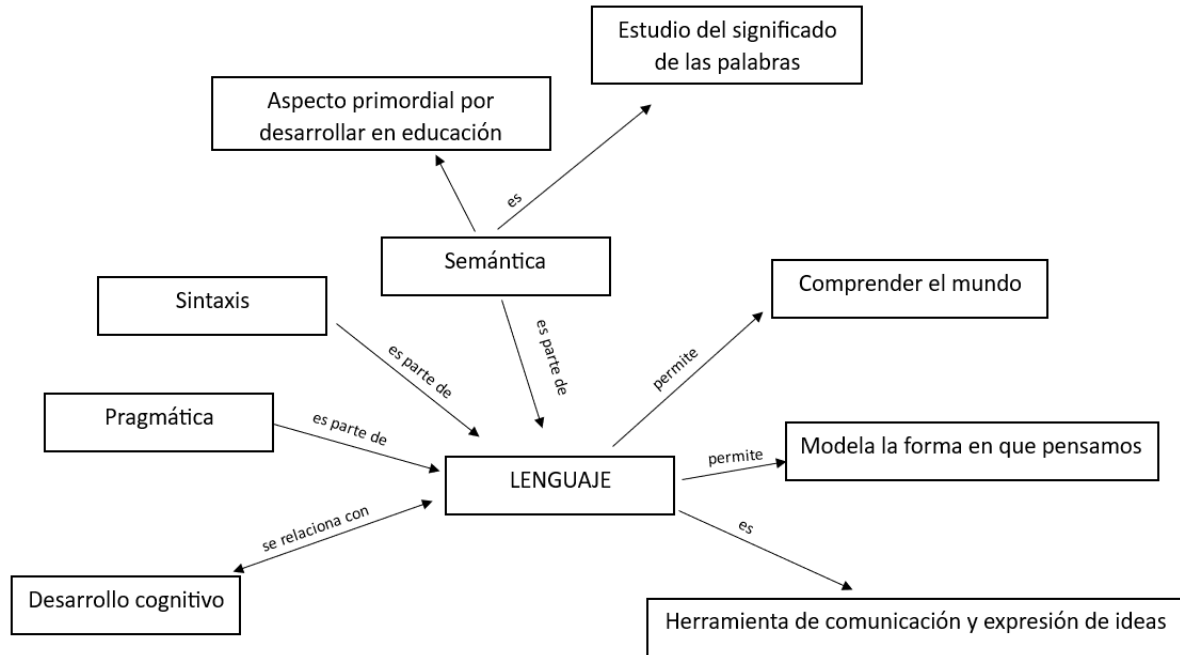 Estudio del significado
de las palabras
Aspecto primordial por
desarrollar en educación
es
Semántica
Sintaxis
Comprender el mundo
es parte de
es parte de
permite
Pragmática
es parte de
Modela la forma en que pensamos
permite
LENGUAJE
se relaciona con
es
Desarrollo cognitivo
Herramienta de comunicación y expresión de ideas